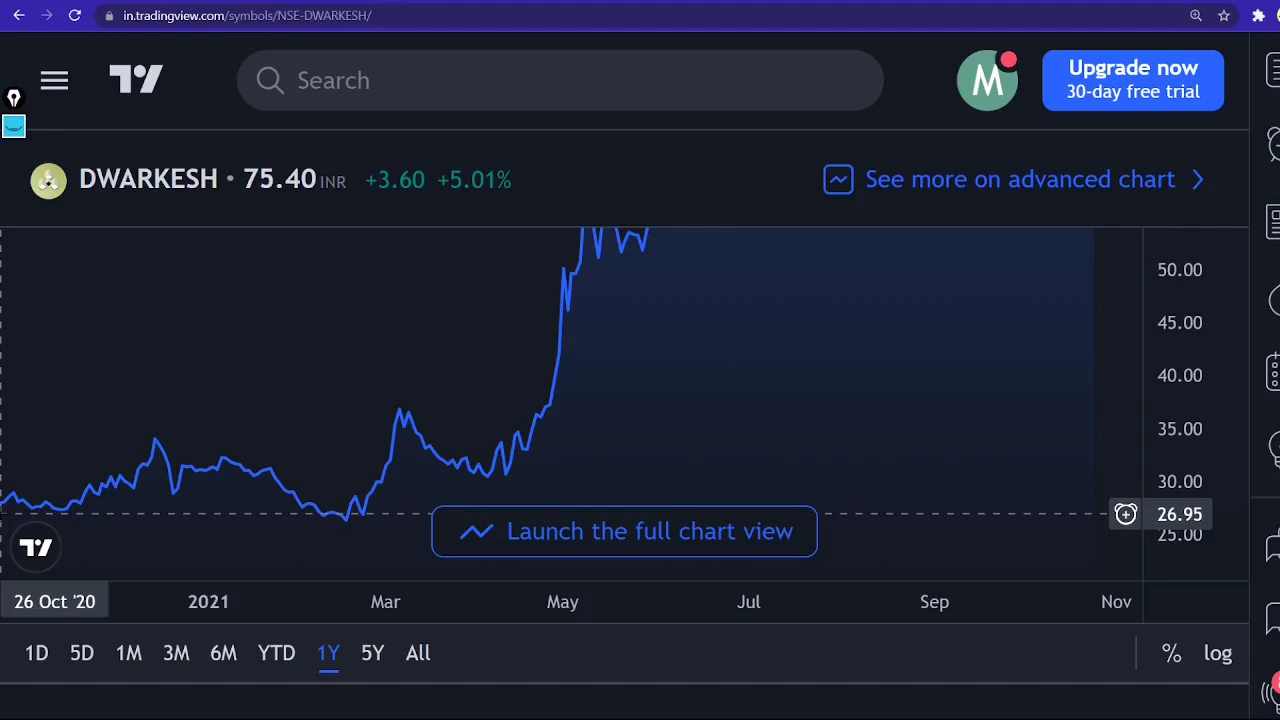 in.tradingview.com/symbols/NSE-DWARKESH/
Search
M
Upgrade now
30-day free trial
DWARKESH • 75.40 INR +3.60 +5.01%
See more on advanced chart
50.00
45.00
40.00
35.00
30.00
26.95
25.00
Launch the full chart view
26 Oct '20 2021 Mar May Jul Sep Nov
1D 5D 1M 3M 6M YTD 1Y 5Y All % log